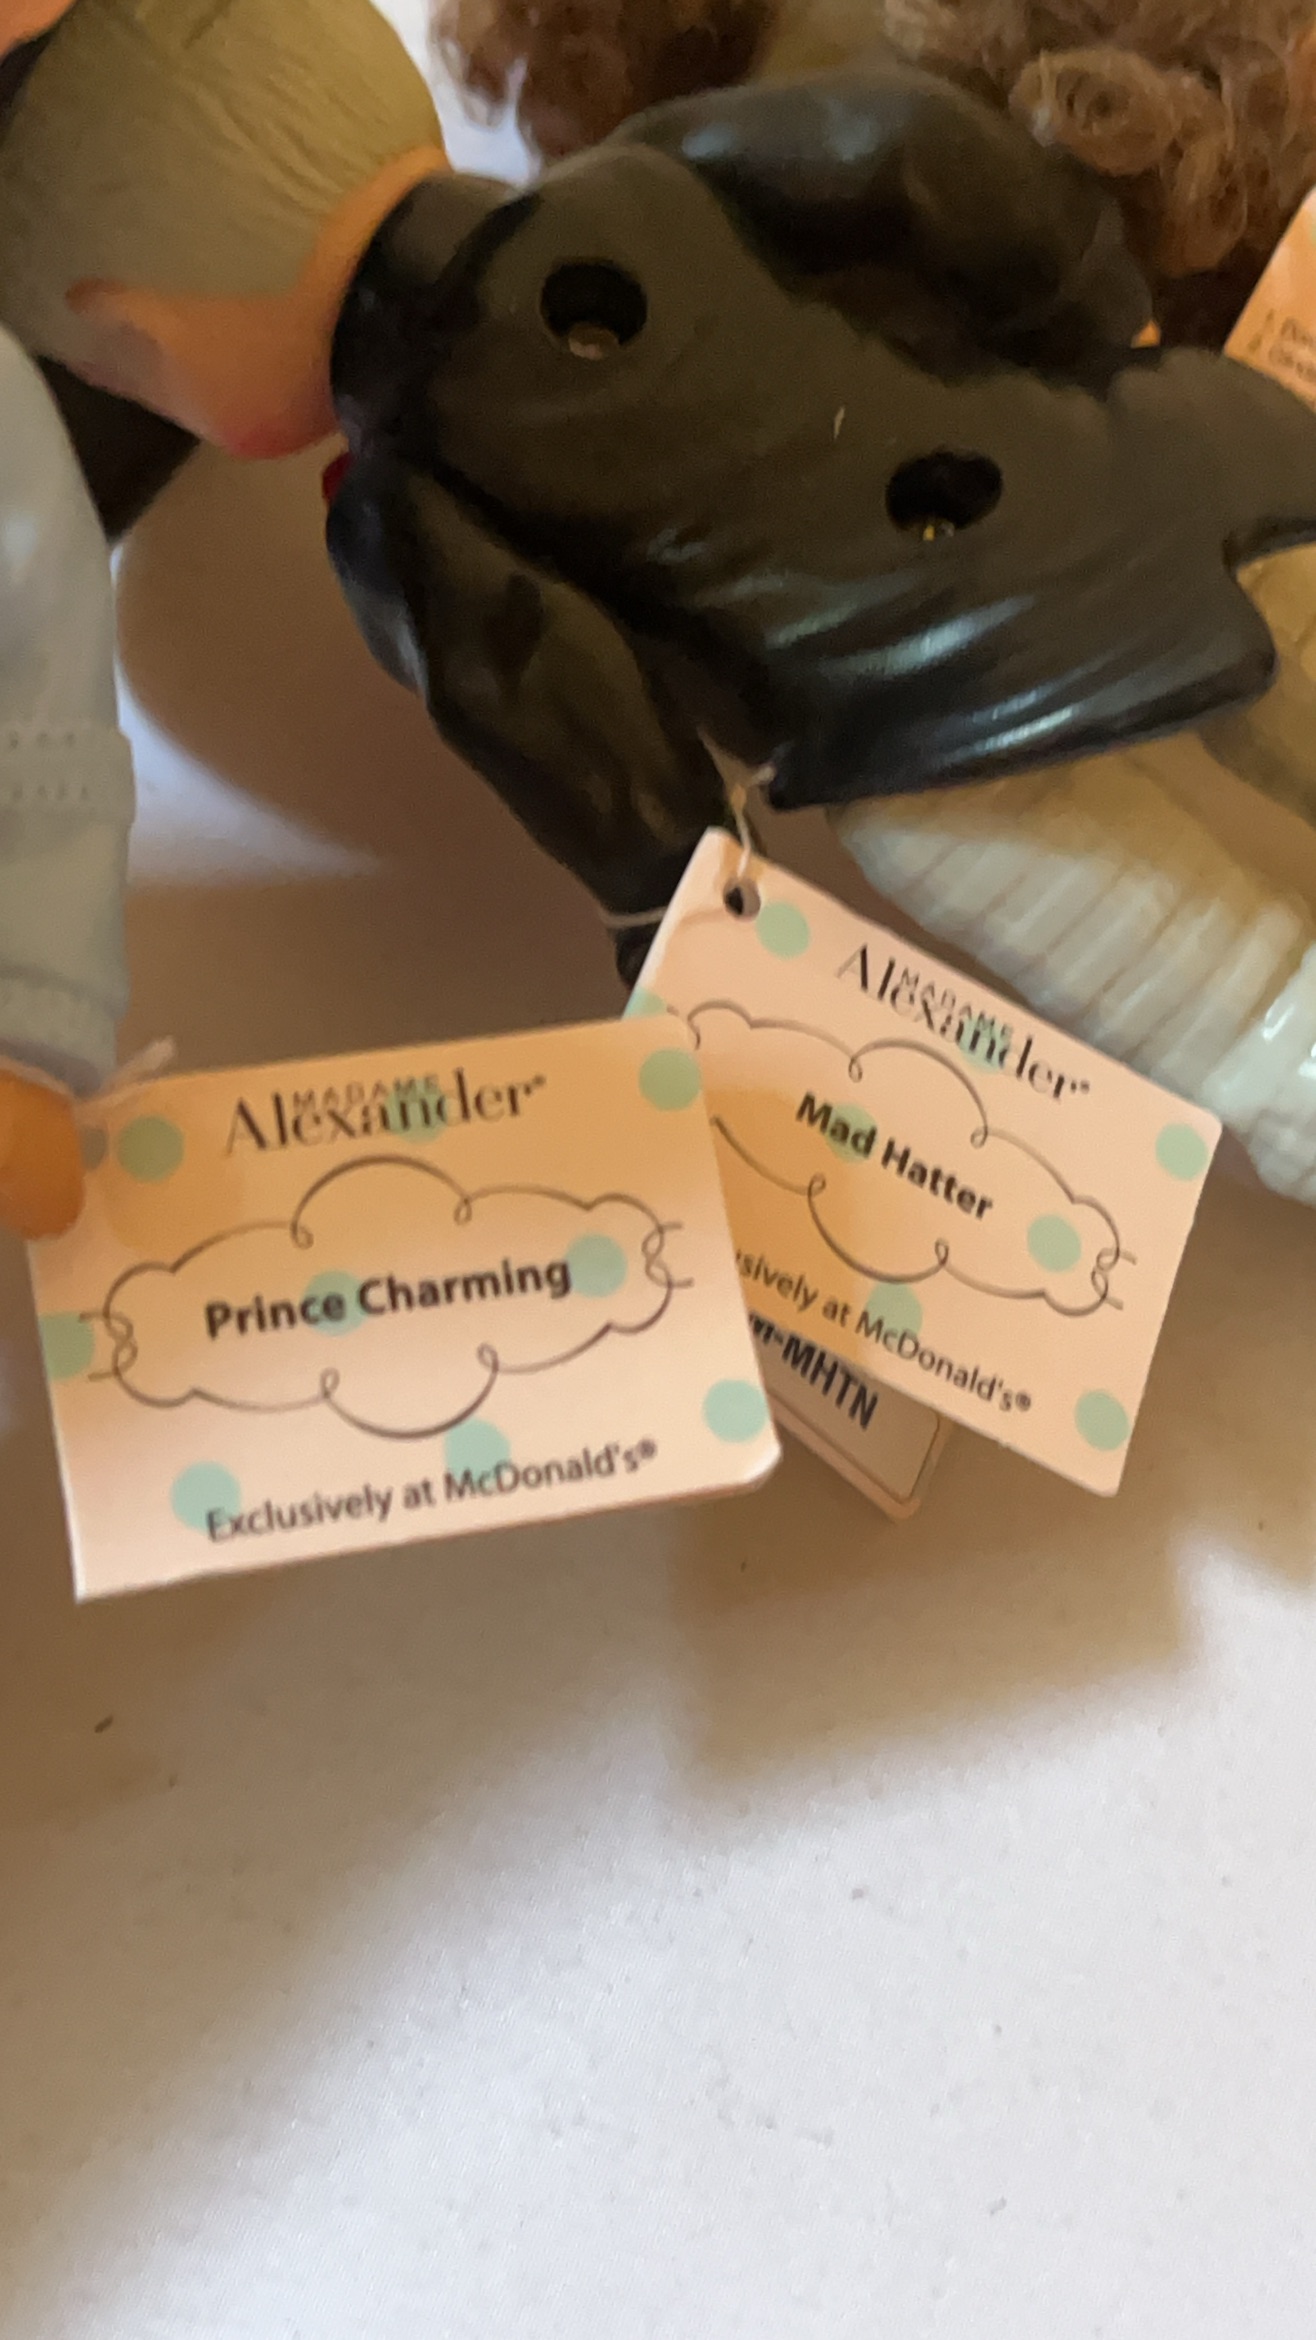 MADAME
Alexander®
Prince Charming
Exclusively at McDonald's®
MADAME
Alexander®
Mad Hatter
sively at McDonald's®
-MHTN